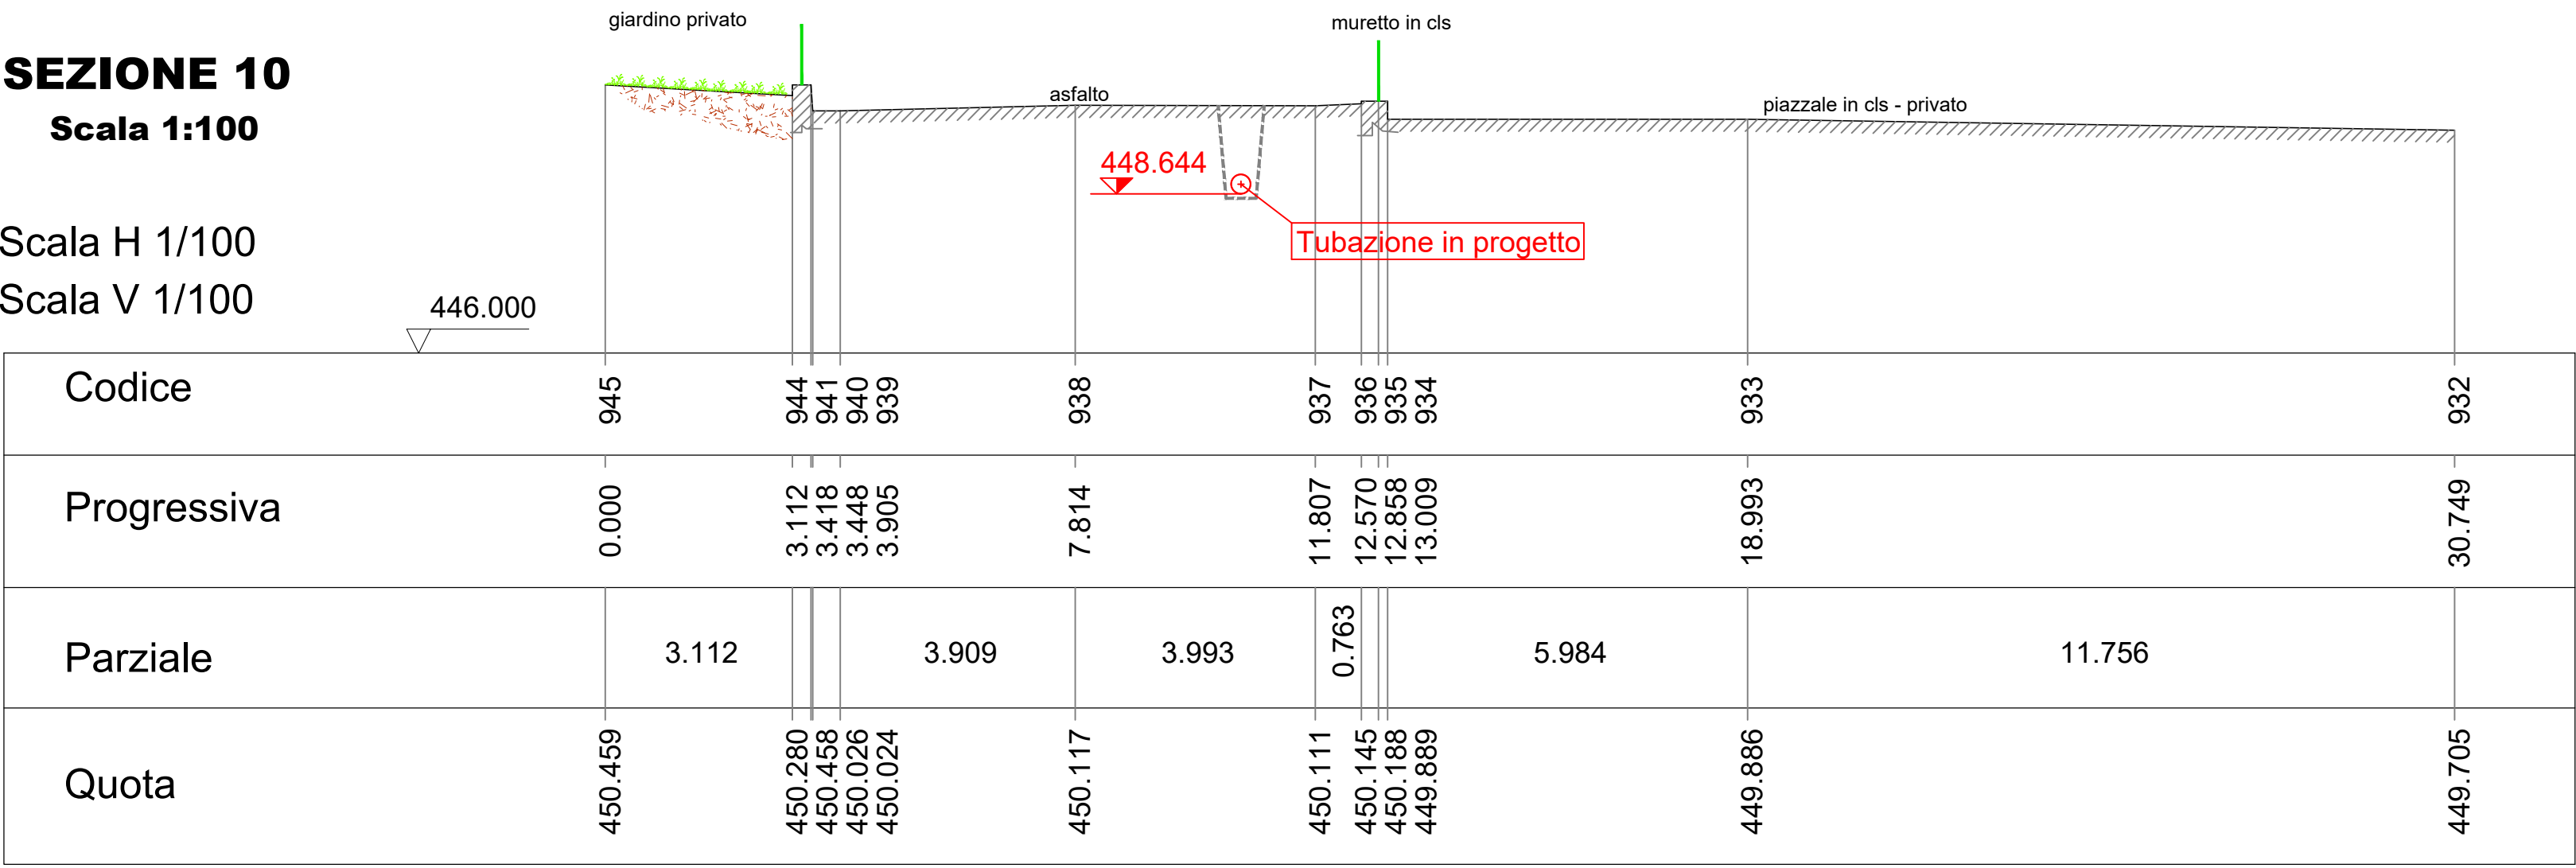 giardino privato
muretto in cls
SEZIONE 10
Scala 1:100
asfalto
piazzale in cls - privato
448.644
Tubazione in progetto
Scala H 1/100
Scala V 1/100
446.000
Codice
945 944 941 940 939 938 937 936 935 934 933 932
Progressiva
0.000 3.112 3.418 3.448 3.905 7.814 11.807 12.570 12.858 13.009 18.993 30.749
Parziale
3.112 3.909 3.993 0.763 5.984 11.756
Quota
450.459 450.280 450.458 450.026 450.024 450.117 450.111 450.145 450.188 449.889 449.886 449.705